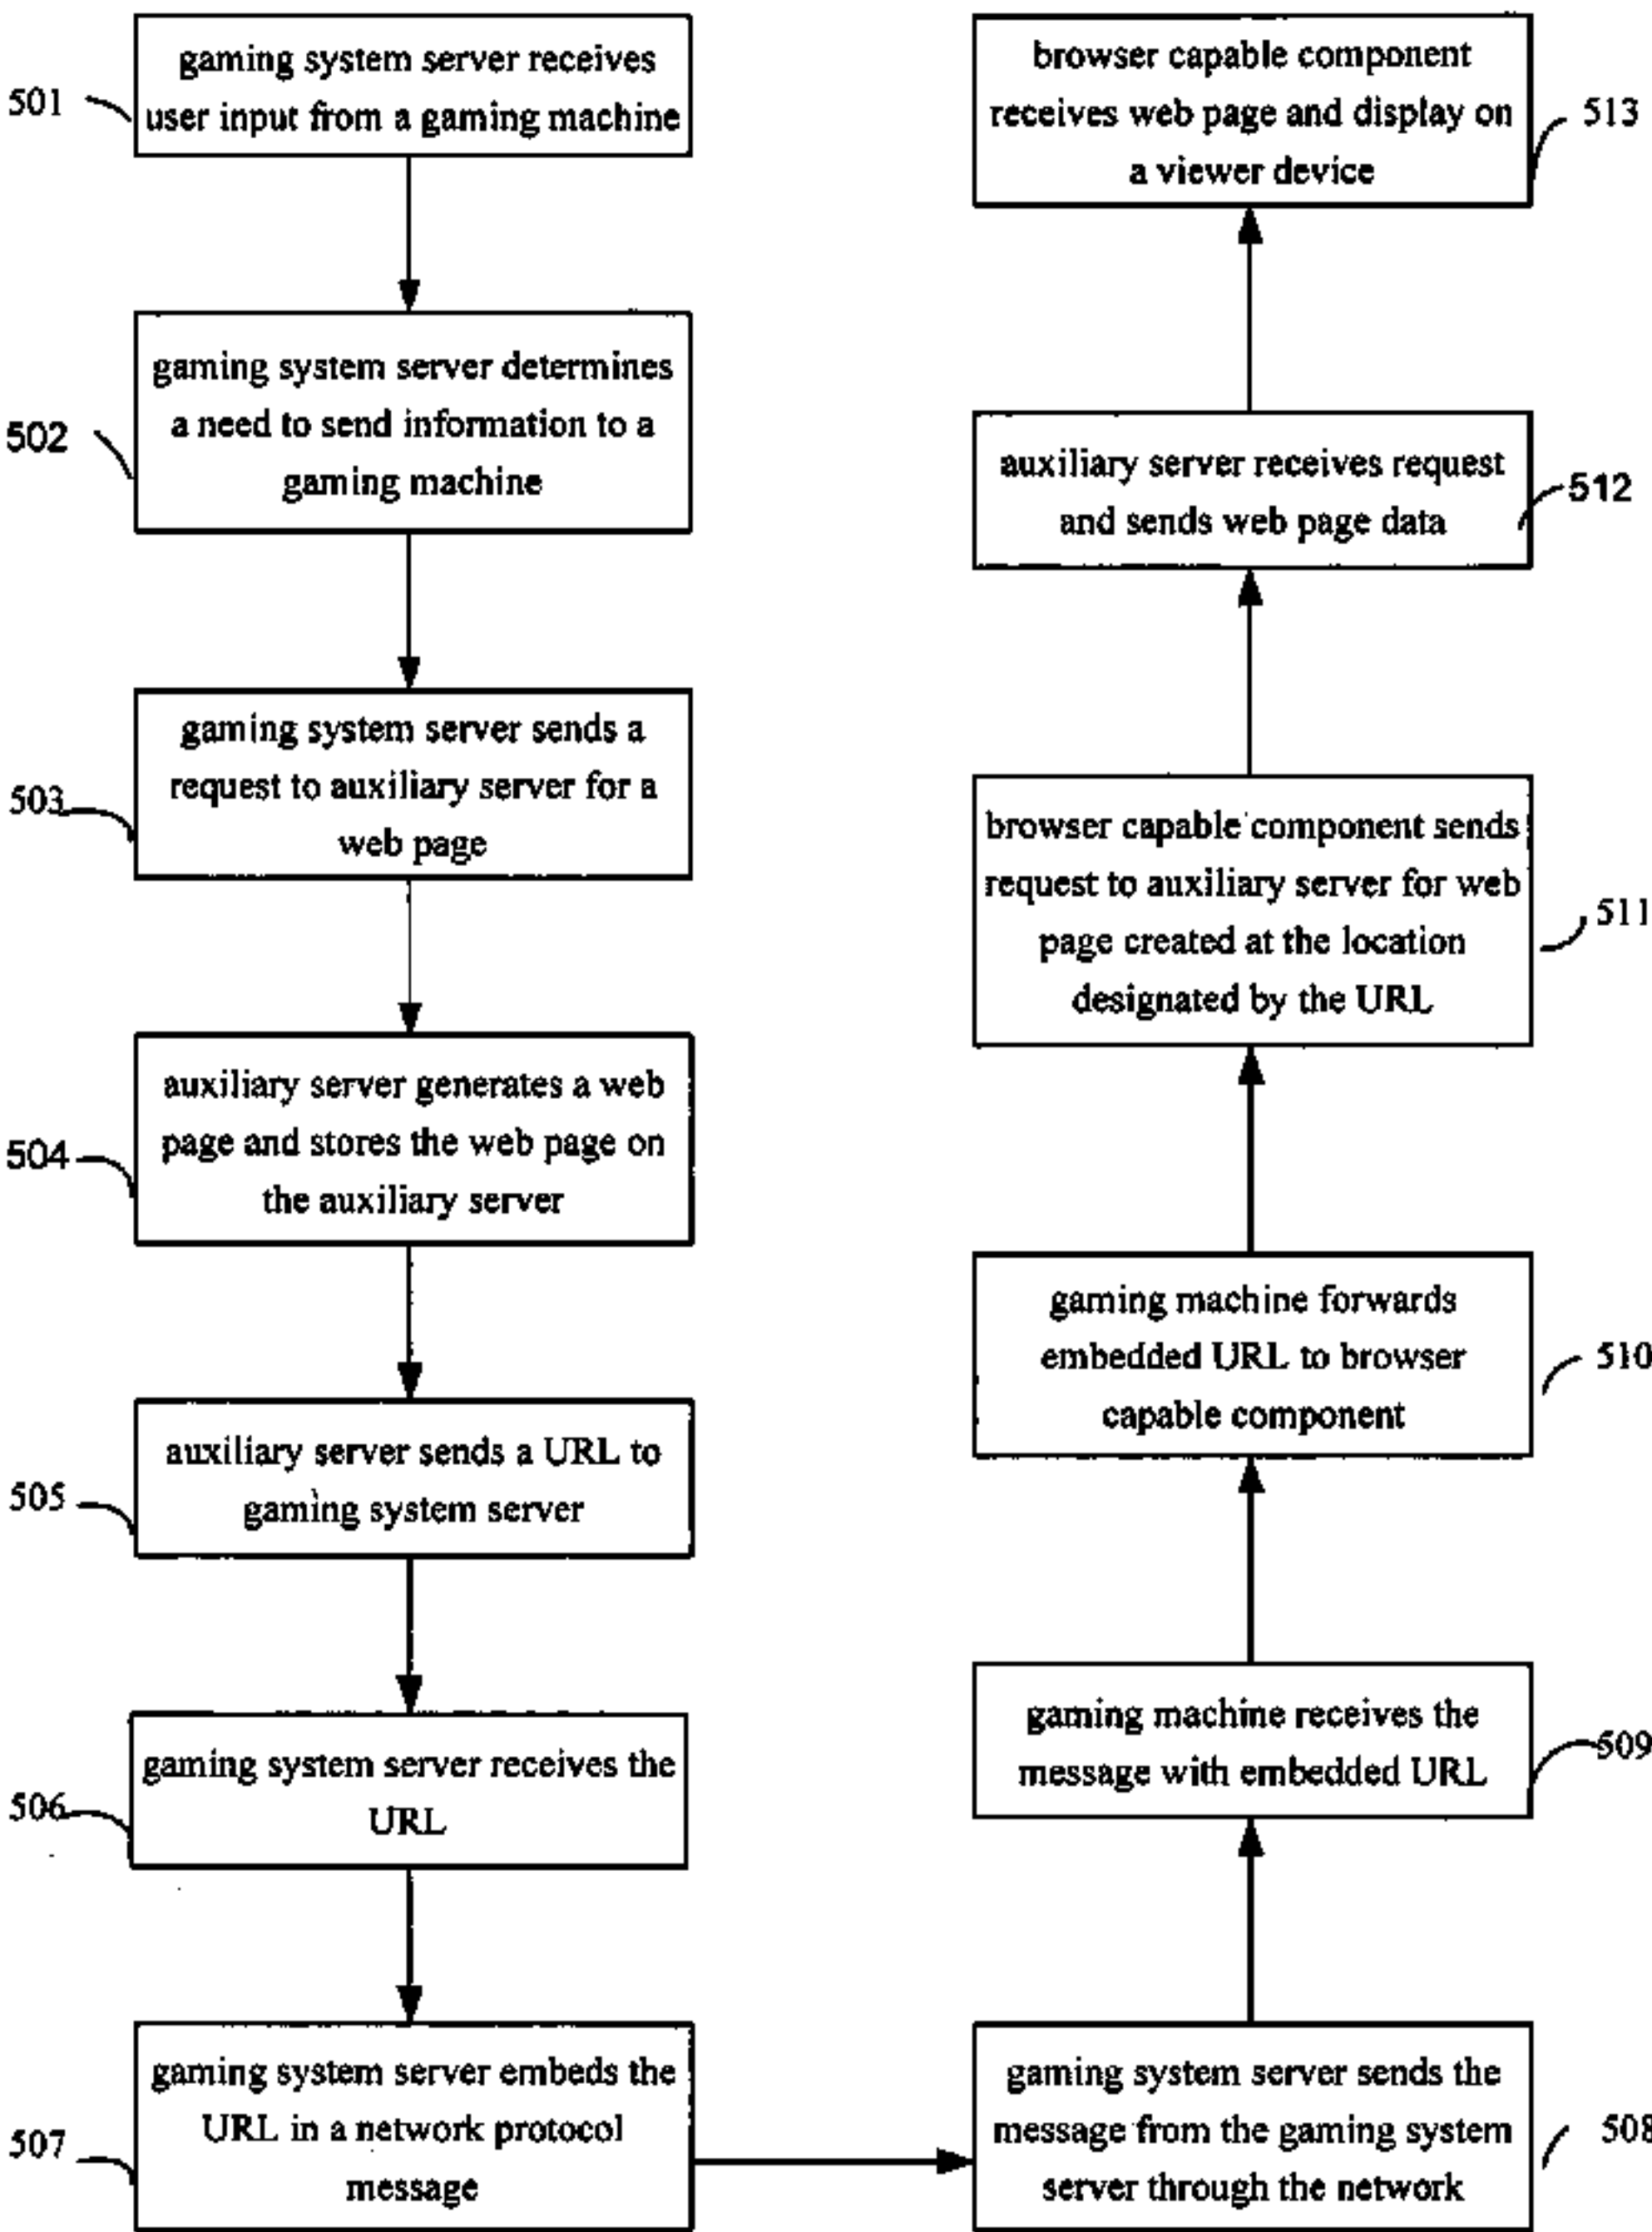 501
gaming system server receives
user input from a gaming machine
502
gaming system server determines
a need to send information to a
gaming machine
503
gaming system server sends a
request to auxiliary server for a
web page
504
auxiliary server generates a web
page and stores the web page on
the auxiliary server
505
auxiliary server sends a URL to
gaming system server
506
gaming system server receives the
URL
507
gaming system server embeds the
URL in a network protocol
message
gaming system server sends the
message from the gaming system
server through the network
508
gaming machine receives the
message with embedded URL
509
gaming machine forwards
embedded URL to browser
capable component
510
browser capable component sends
request to auxiliary server for web
page created at the location
designated by the URL
511
auxiliary server receives request
and sends web page data
512
browser capable component
receives web page and display on
a viewer device
513